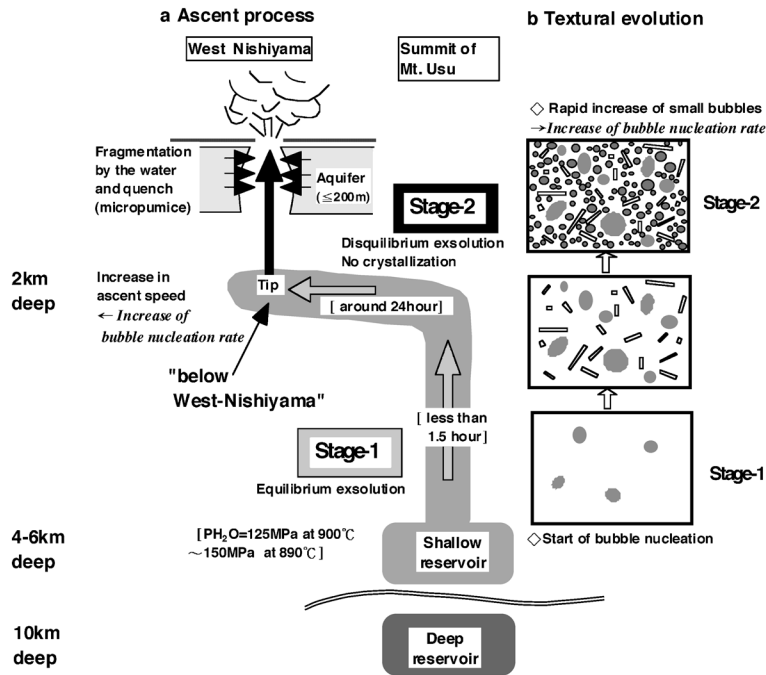 a Ascent process
West Nishiyama
Summit of
Mt. Usu
Fragmentation
by the water
and quench
(micropumice)
Aquifer
(≦200m)
Stage-2
Disquilibrium exsolution
No crystallization
2km
deep
Increase in
ascent speed
← Increase of
bubble nucleation rate
Tip
[ around 24hour]
"below
West-Nishiyama"
[ less than
1.5 hour]
Stage-1
Equilibrium exsolution
4-6km
deep
[PH₂O=125MPa at 900℃
～150MPa at 890℃]
Shallow
reservoir
10km
deep
Deep
reservoir
b Textural evolution
◇ Rapid increase of small bubbles
→Increase of bubble nucleation rate
Stage-2
Stage-1
◇Start of bubble nucleation